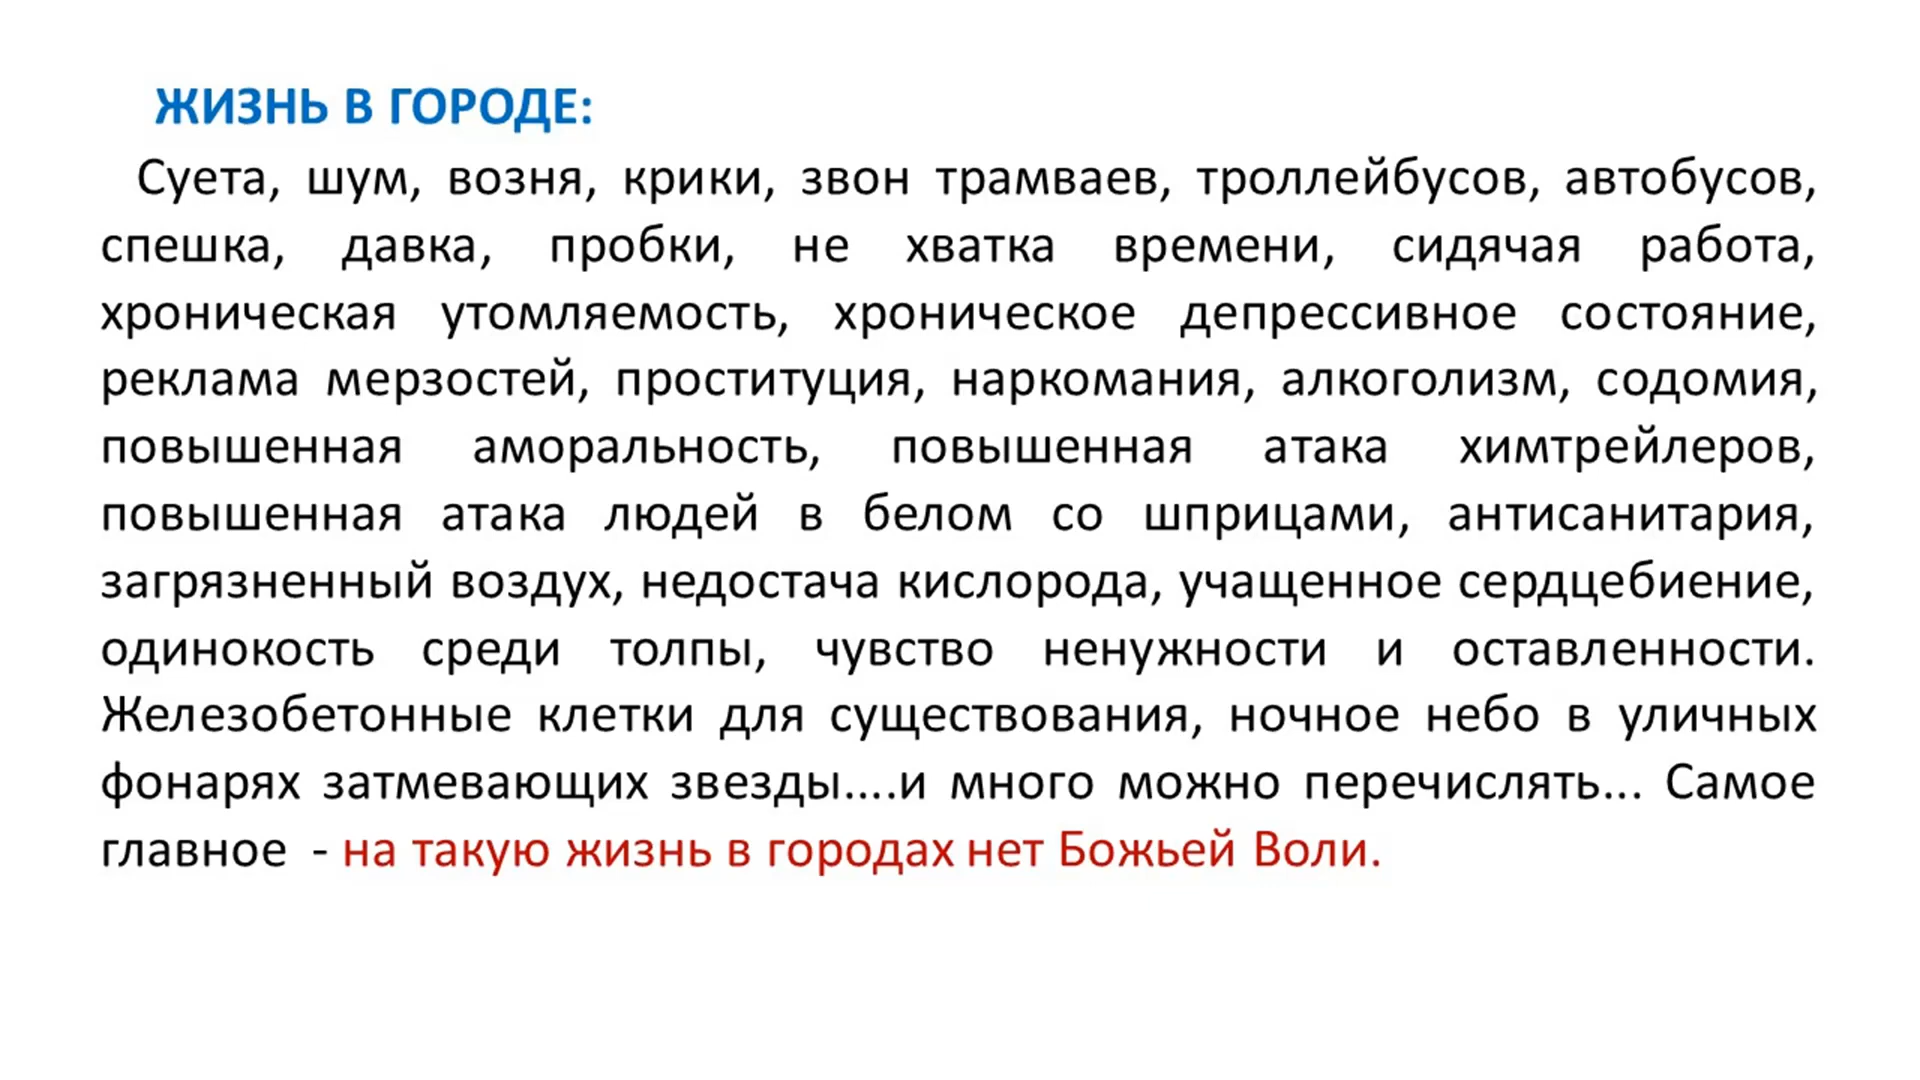 ЖИЗНЬ В ГОРОДЕ:
Суета, шум, возня, крики, звон трамваев, троллейбусов, автобусов,
спешка, давка, пробки, не хватка времени, сидячая работа,
хроническая утомляемость, хроническое депрессивное состояние,
реклама мерзостей, проституция, наркомания, алкоголизм, содомия,
повышенная аморальность, повышенная атака химтрейлеров,
повышенная атака людей в белом со шприцами, антисанитария,
загрязненный воздух, недостача кислорода, учащенное сердцебиение,
одинокость среди толпы, чувство ненужности и оставленности.
Железобетонные клетки для существования, ночное небо в уличных
фонарях затмевающих звезды....и много можно перечислять... Самое
главное - на такую жизнь в городах нет Божьей Воли.